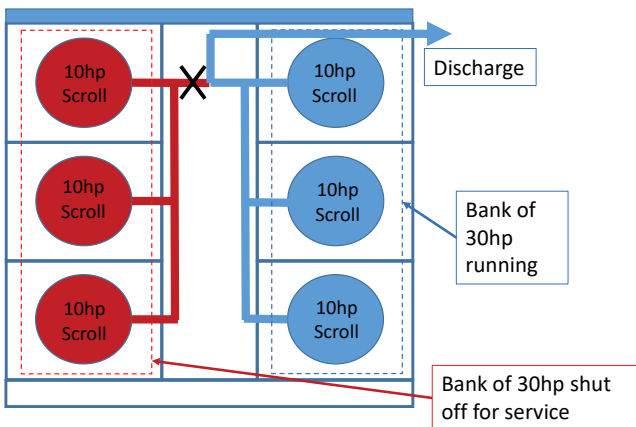 10hp
Scroll
10hp
Scroll
Discharge
10hp
Scroll
10hp
Scroll
Bank of
30hp
running
10hp
Scroll
10hp
Scroll
Bank of 30hp shut
off for service